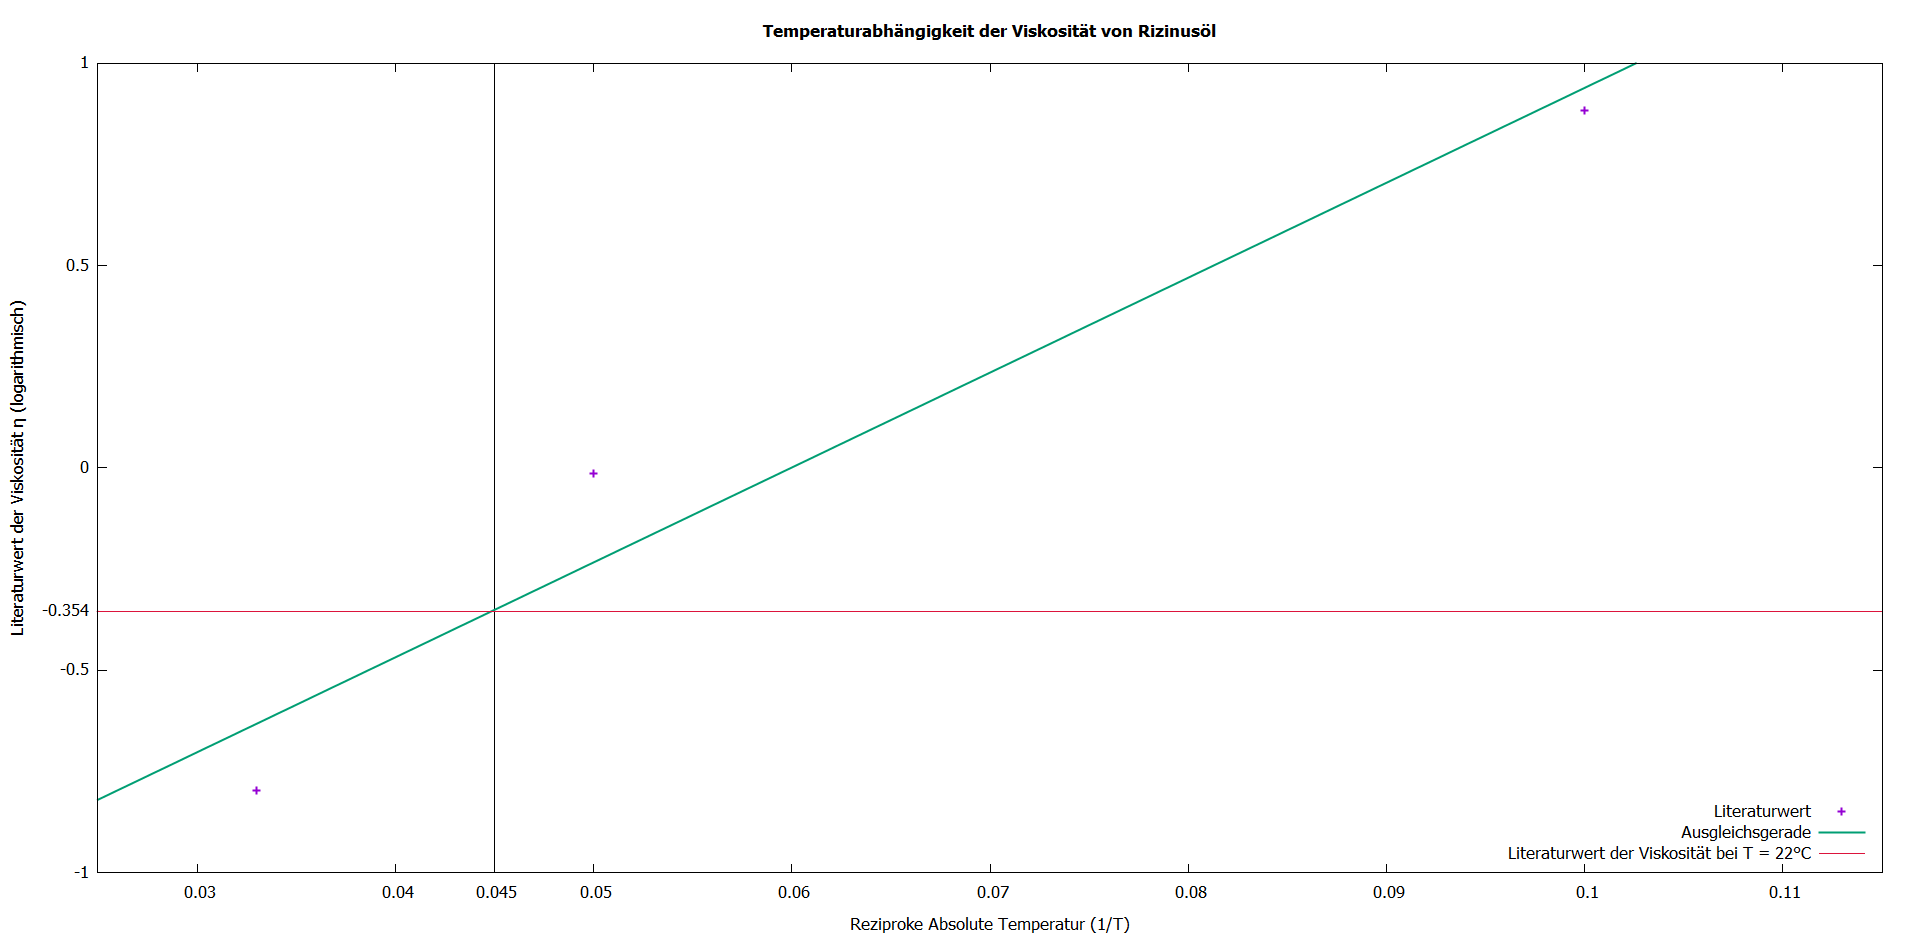 Temperaturabhängigkeit der Viskosität von Rizinusöl
1
0.5
0
-0.354
-0.5
-1
Literaturwert der Viskosität η (logarithmisch)
Literaturwert
Ausgleichsgerade
Literaturwert der Viskosität bei T = 22°C
0.03 0.04 0.045 0.05 0.06 0.07 0.08 0.09 0.1 0.11
Reziproke Absolute Temperatur (1/T)